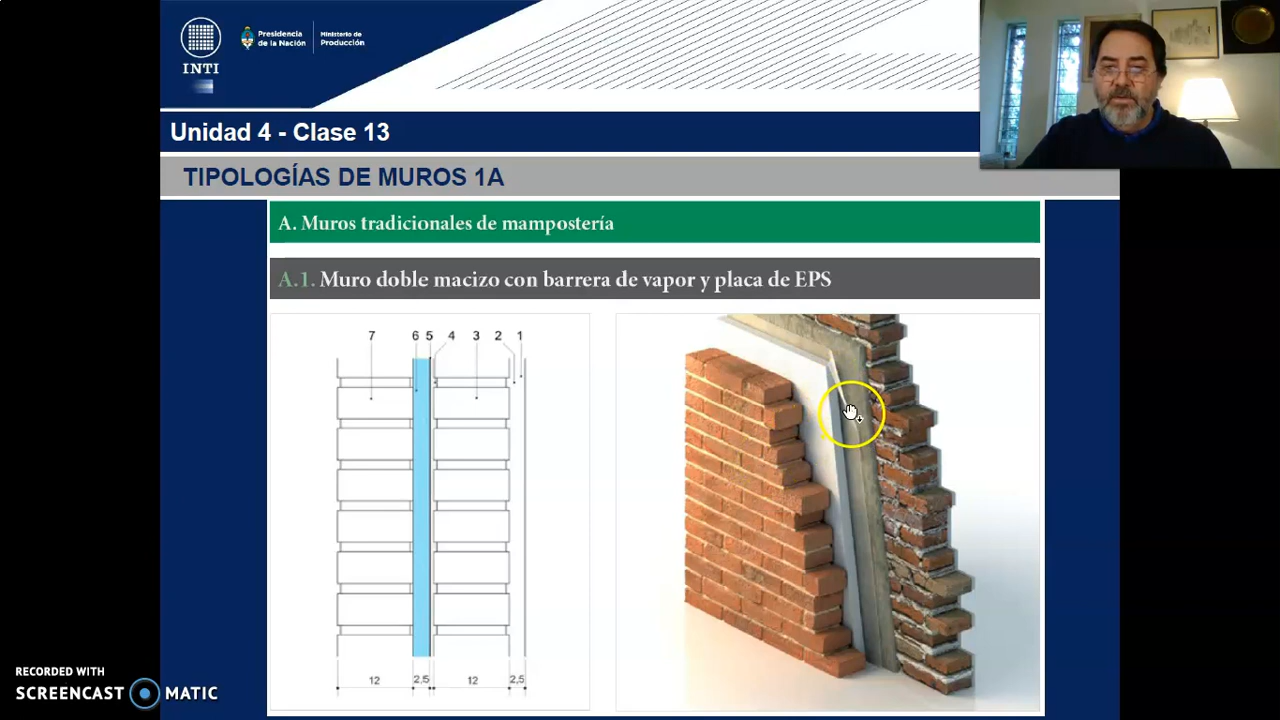 INTI
Presidencia
de la Nación
Ministerio de
Producción
Unidad 4 - Clase 13
TIPOLOGÍAS DE MUROS 1A
A. Muros tradicionales de mampostería
A.1. Muro doble macizo con barrera de vapor y placa de EPS
7 6 5 4 3 2 1
12 2,5 12 2,5
RECORDED WITH
SCREENCAST MATIC